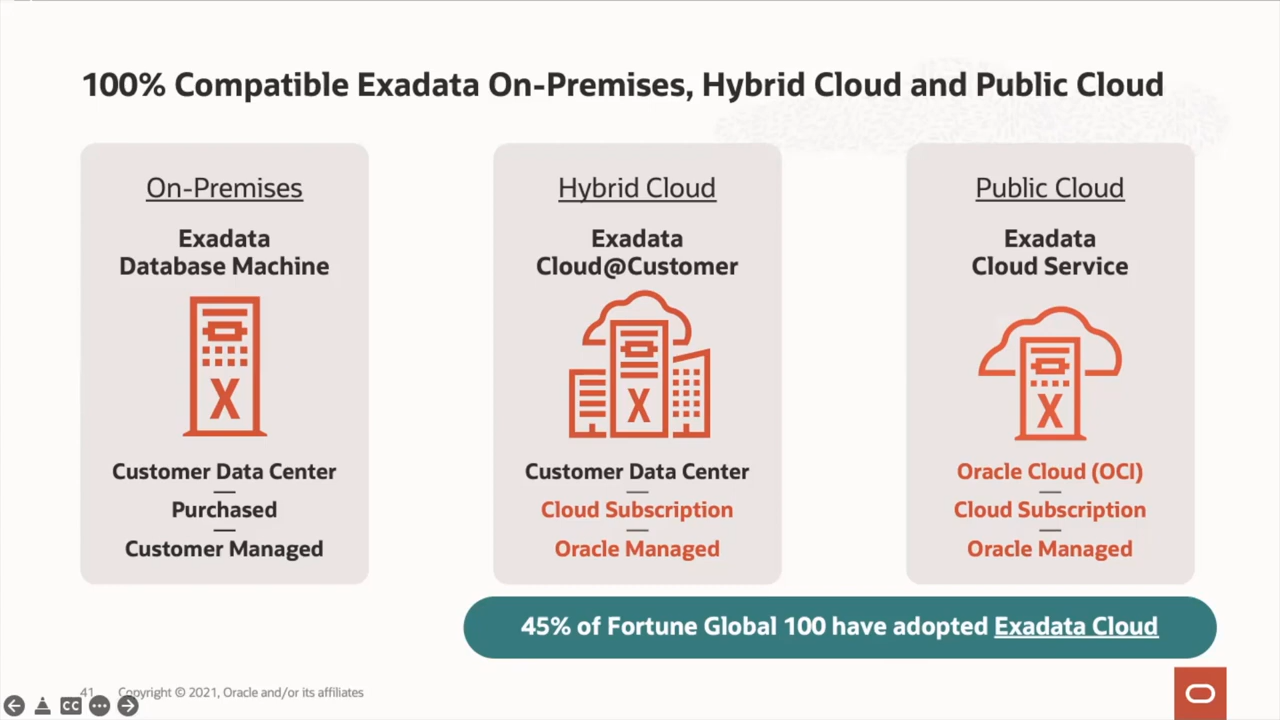 100% Compatible Exadata On-Premises, Hybrid Cloud and Public Cloud
On-Premises
Exadata
Database Machine
X
Customer Data Center
Purchased
Customer Managed
Hybrid Cloud
Exadata
Cloud@Customer
X
Customer Data Center
Cloud Subscription
Oracle Managed
Public Cloud
Exadata
Cloud Service
X
Oracle Cloud (OCI)
Cloud Subscription
Oracle Managed
45% of Fortune Global 100 have adopted Exadata Cloud
41 Copyright © 2021, Oracle and/or its affiliates
CC